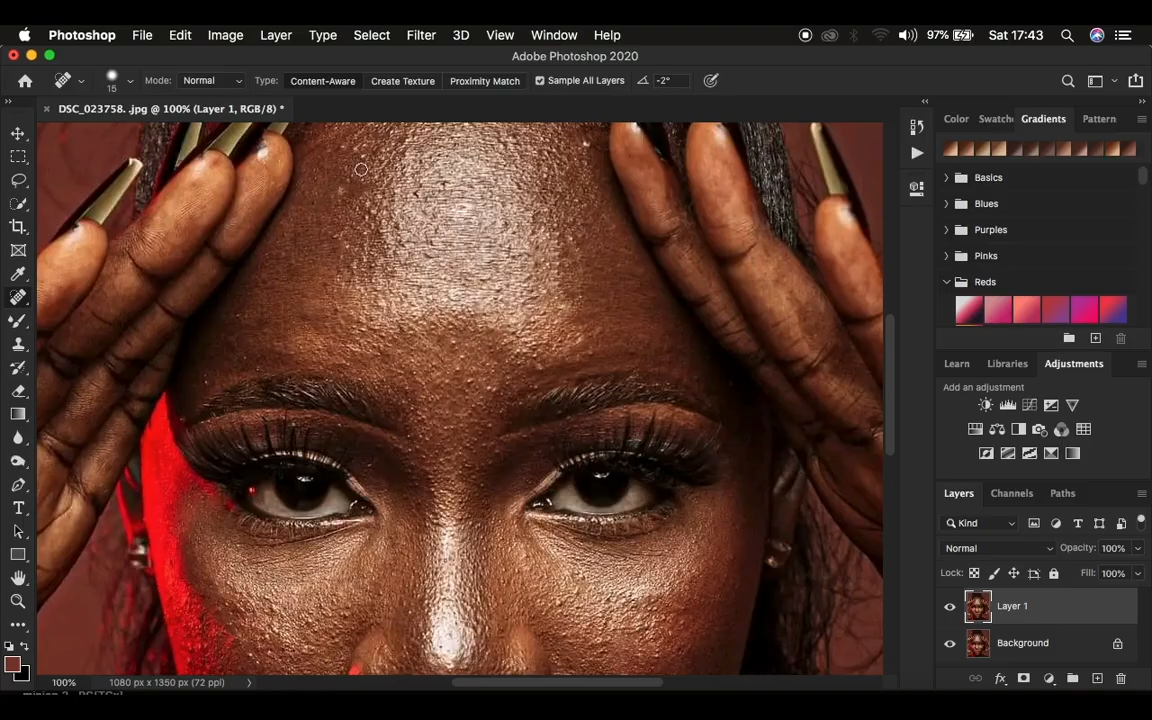 Photoshop File Edit Image Layer Type Select Filter 3D View Window Help 97% Sat 17:43
Adobe Photoshop 2020
15 Mode: Normal Type: Content-Aware Create Texture Proximity Match Sample All Layers -2°
DSC_023758. .jpg @ 100% (Layer 1, RGB/8) *
Color Swatche Gradients Pattern
Basics
Blues
Purples
Pinks
Reds
Learn Libraries Adjustments
Add an adjustment
Layers Channels Paths
Kind
Normal Opacity: 100%
Lock: Fill: 100%
Layer 1
Background
100% 1080 px x 1350 px (72 ppi)